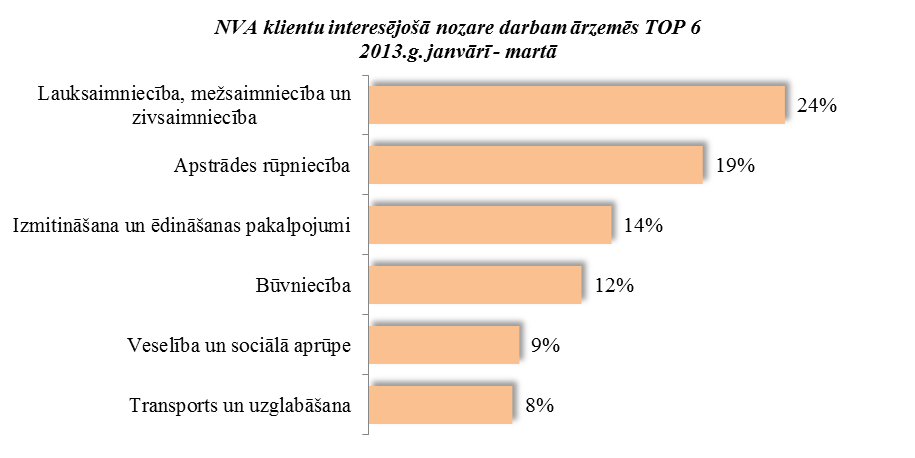 NVA klientu interesējošā nozare darbam ārzemēs TOP 6
2013.g. janvārī - martā
Lauksaimniecība, mežsaimniecība un
zivsaimniecība
24%
Apstrādes rūpniecība
19%
Izmitināšana un ēdināšanas pakalpojumi
14%
Būvniecība
12%
Veselība un sociālā aprūpe
9%
Transports un uzglabāšana
8%